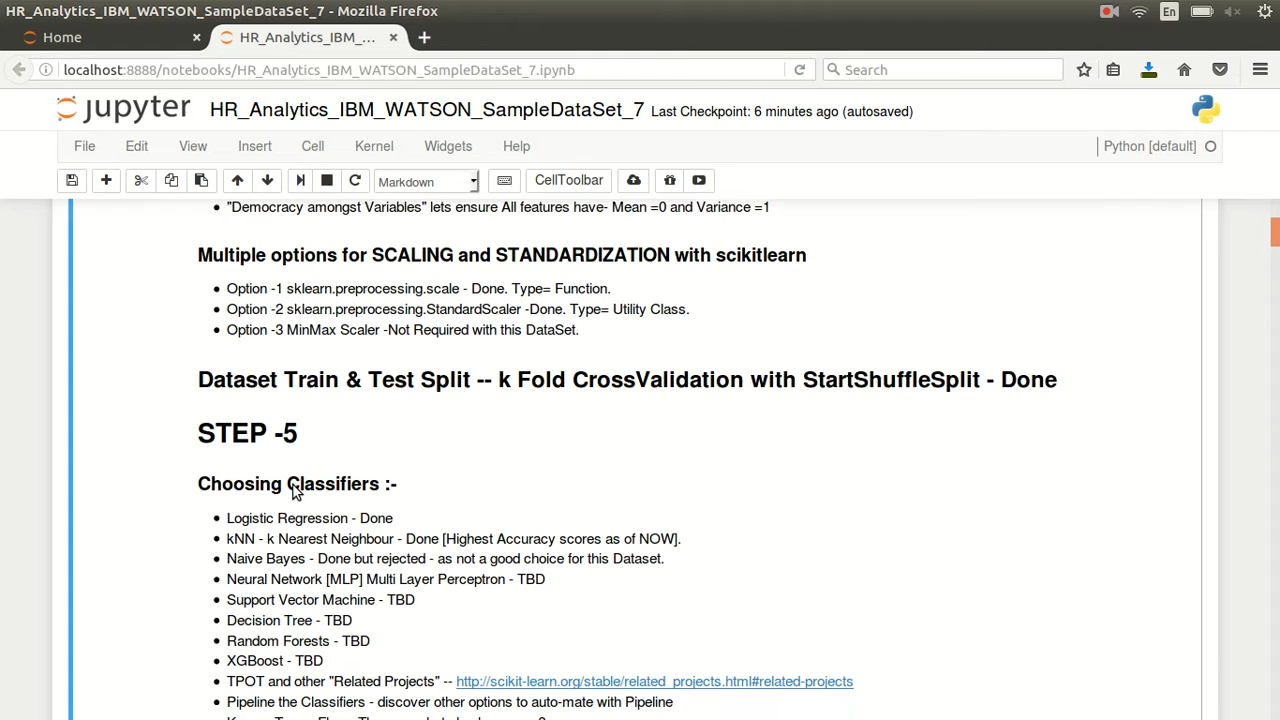 HR_Analytics_IBM_WATSON_SampleDataSet_7 - Mozilla Firefox
En
Home
HR_Analytics_IBM_...
localhost:8888/notebooks/HR_Analytics_IBM_WATSON_SampleDataSet_7.ipynb
Search
jupyter HR_Analytics_IBM_WATSON_SampleDataSet_7 Last Checkpoint: 6 minutes ago (autosaved)
File Edit View Insert Cell Kernel Widgets Help Python [default]
Markdown CellToolbar
"Democracy amongst Variables" lets ensure All features have- Mean =0 and Variance =1
Multiple options for SCALING and STANDARDIZATION with scikitlearn
Option -1 sklearn.preprocessing.scale - Done. Type= Function.
Option -2 sklearn.preprocessing.StandardScaler -Done. Type= Utility Class.
Option -3 MinMax Scaler -Not Required with this DataSet.
Dataset Train & Test Split -- k Fold CrossValidation with StartShuffleSplit - Done
STEP -5
Choosing Classifiers :-
Logistic Regression - Done
kNN - k Nearest Neighbour - Done [Highest Accuracy scores as of NOW].
Naive Bayes - Done but rejected - as not a good choice for this Dataset.
Neural Network [MLP] Multi Layer Perceptron - TBD
Support Vector Machine - TBD
Decision Tree - TBD
Random Forests - TBD
XGBoost - TBD
TPOT and other "Related Projects" -- http://scikit-learn.org/stable/related_projects.html#related-projects
Pipeline the Classifiers - discover other options to auto-mate with Pipeline